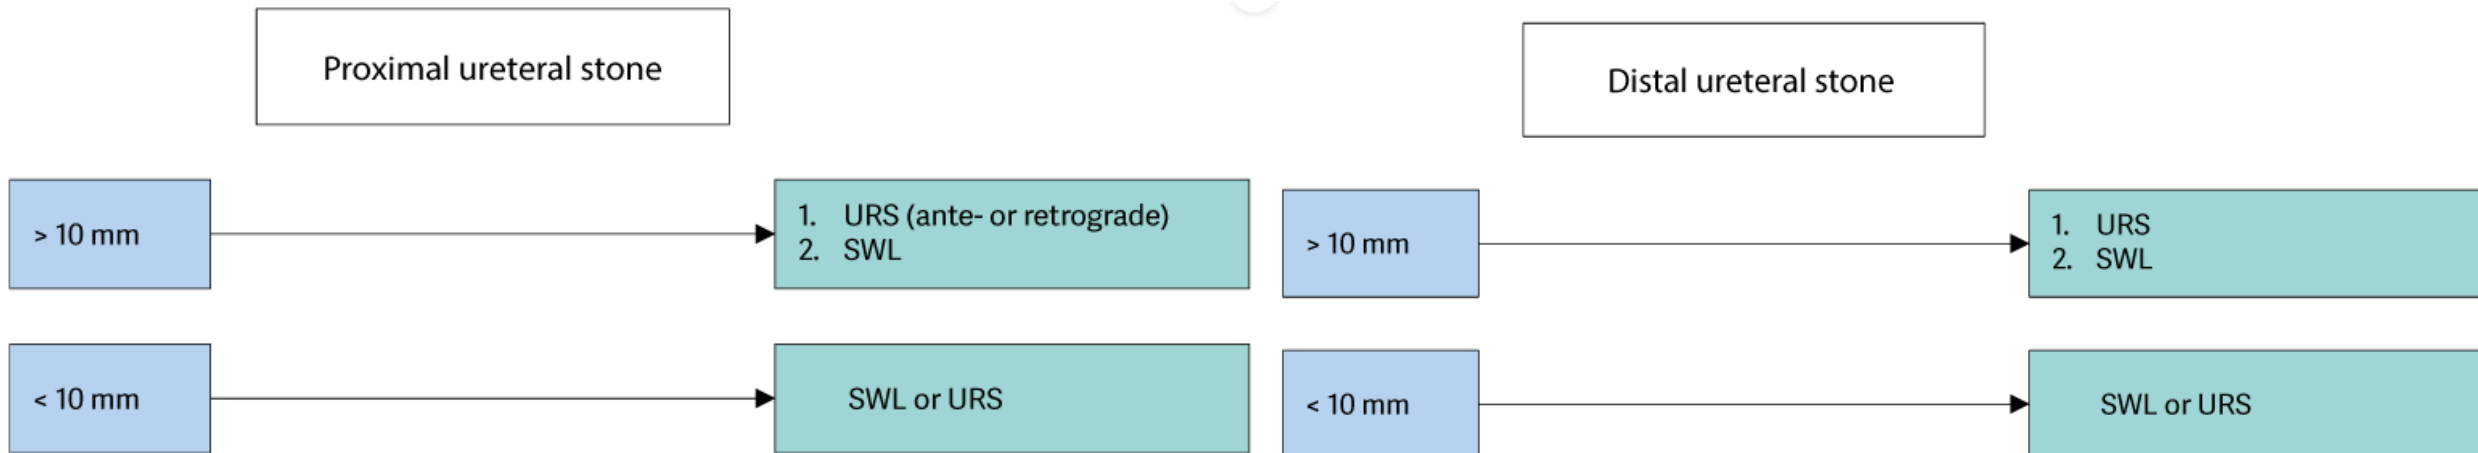 Proximal ureteral stone
> 10 mm
1. URS (ante- or retrograde)
2. SWL
< 10 mm
SWL or URS
Distal ureteral stone
> 10 mm
1. URS
2. SWL
< 10 mm
SWL or URS